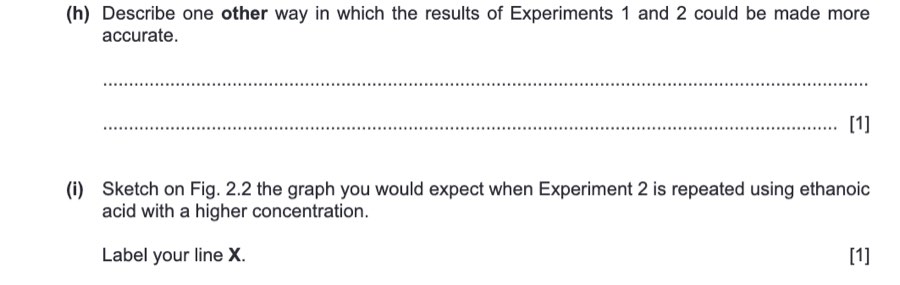 (h) Describe one other way in which the results of Experiments 1 and 2 could be made more
accurate.
....................................................................................................................................................
............................................................................................................................................... [1]
(i) Sketch on Fig. 2.2 the graph you would expect when Experiment 2 is repeated using ethanoic
acid with a higher concentration.
Label your line X. [1]